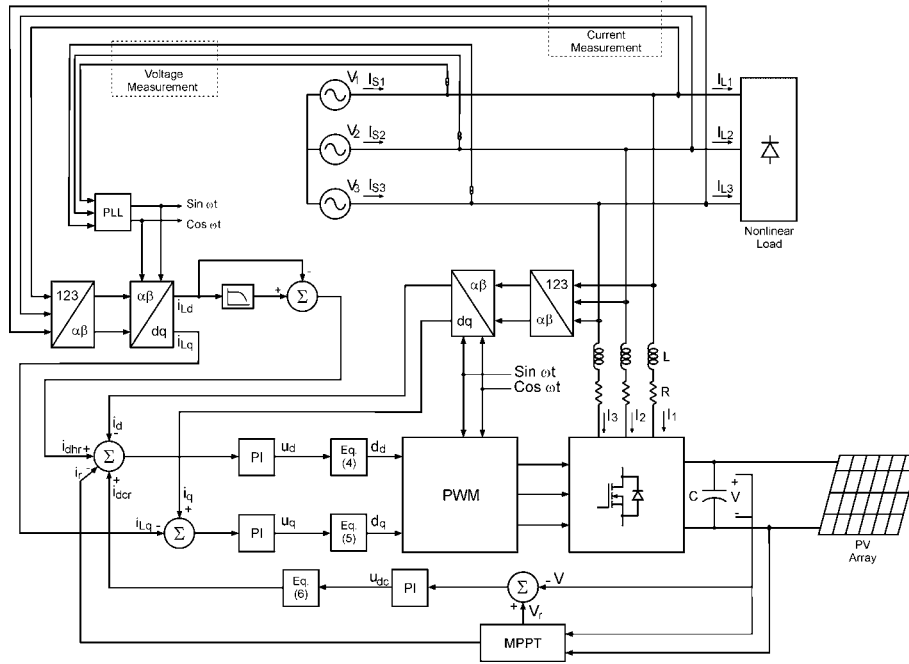 Current
Measurement
Voltage
Measurement
V1
IS1
IL1
V2
IS2
IL2
V3
IS3
IL3
Nonlinear
Load
PLL
Sin ωt
Cos ωt
123
αβ
αβ
dq
iLd
iLq
-
+
Σ
αβ
dq
123
αβ
Sin ωt
Cos ωt
L
R
I3
I2
I1
id
-
idhr+
Σ
ir
-
+
idcr
PI
ud
Eq.
(4)
dd
PWM
C
+
V
-
PV
Array
iq
+
iLq
-
Σ
PI
uq
Eq.
(5)
dq
Eq.
(6)
udc
PI
Σ
- V
+
Vr
MPPT